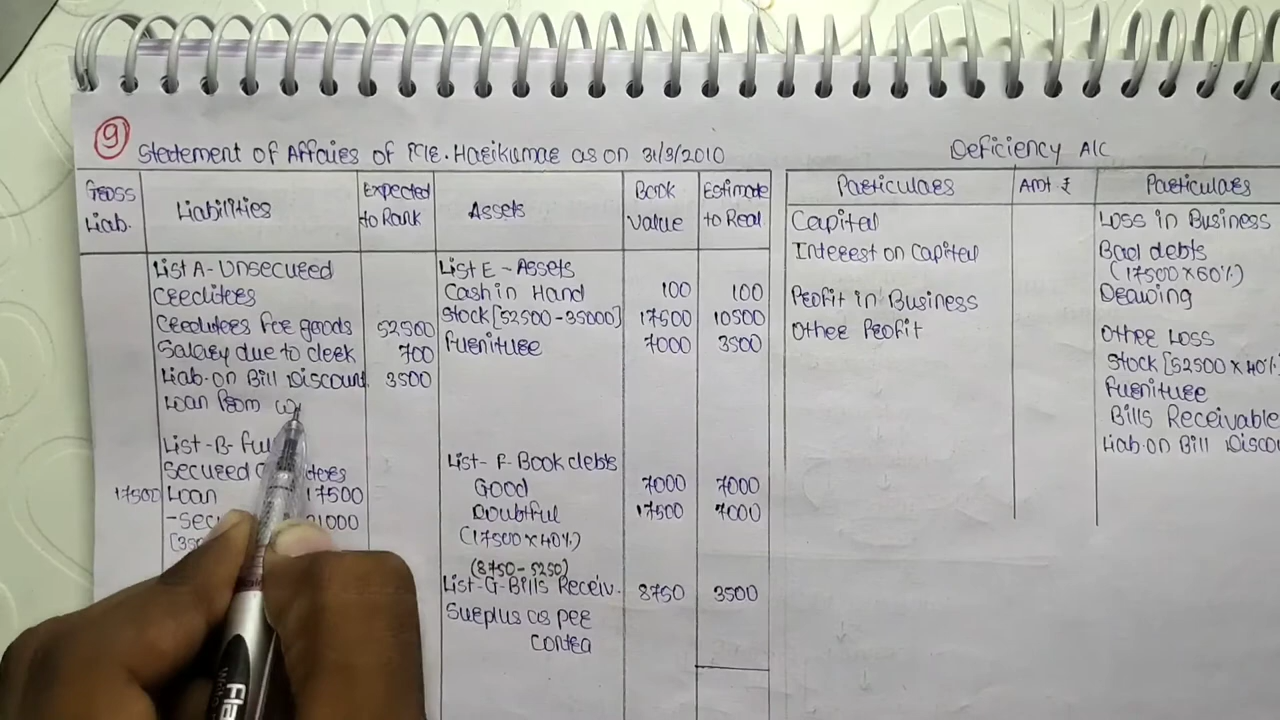 9
Statement of Affairs of Mr. Harikumar as on 31/3/2010
Gross Liab.
Liabilities
Expected to Rank
Assets
Book Value
Estimate to Real
List A - Unsecured
Creditors
Creditors for goods 52500
Salary due to clerk 700
Liab. on Bill Discount. 3500
Loan from
List - B - Ful
Secured
17500 Loan 17500
- Sec
List E - Assets
Cash in Hand 100 100
Stock [52500 - 35000] 17500 10500
Furniture 7000 3500
List - F - Book debts
Good 7000 7000
Doubtful 17500 7000
(17500 x 40%)
(8750 - 5250)
List - G - Bills Receiv. 8750 3500
Surplus as per
Contra
Deficiency A/C
Particulars
Amt ₹
Particulars
Capital
Interest on Capital
Profit in Business
Other Profit
Loss in Business
Bad debts
(17500 x 60%)
Drawing
Other Loss
Stock [52500 x 40%]
Furniture
Bills Receivable
Liab. on Bill Disco